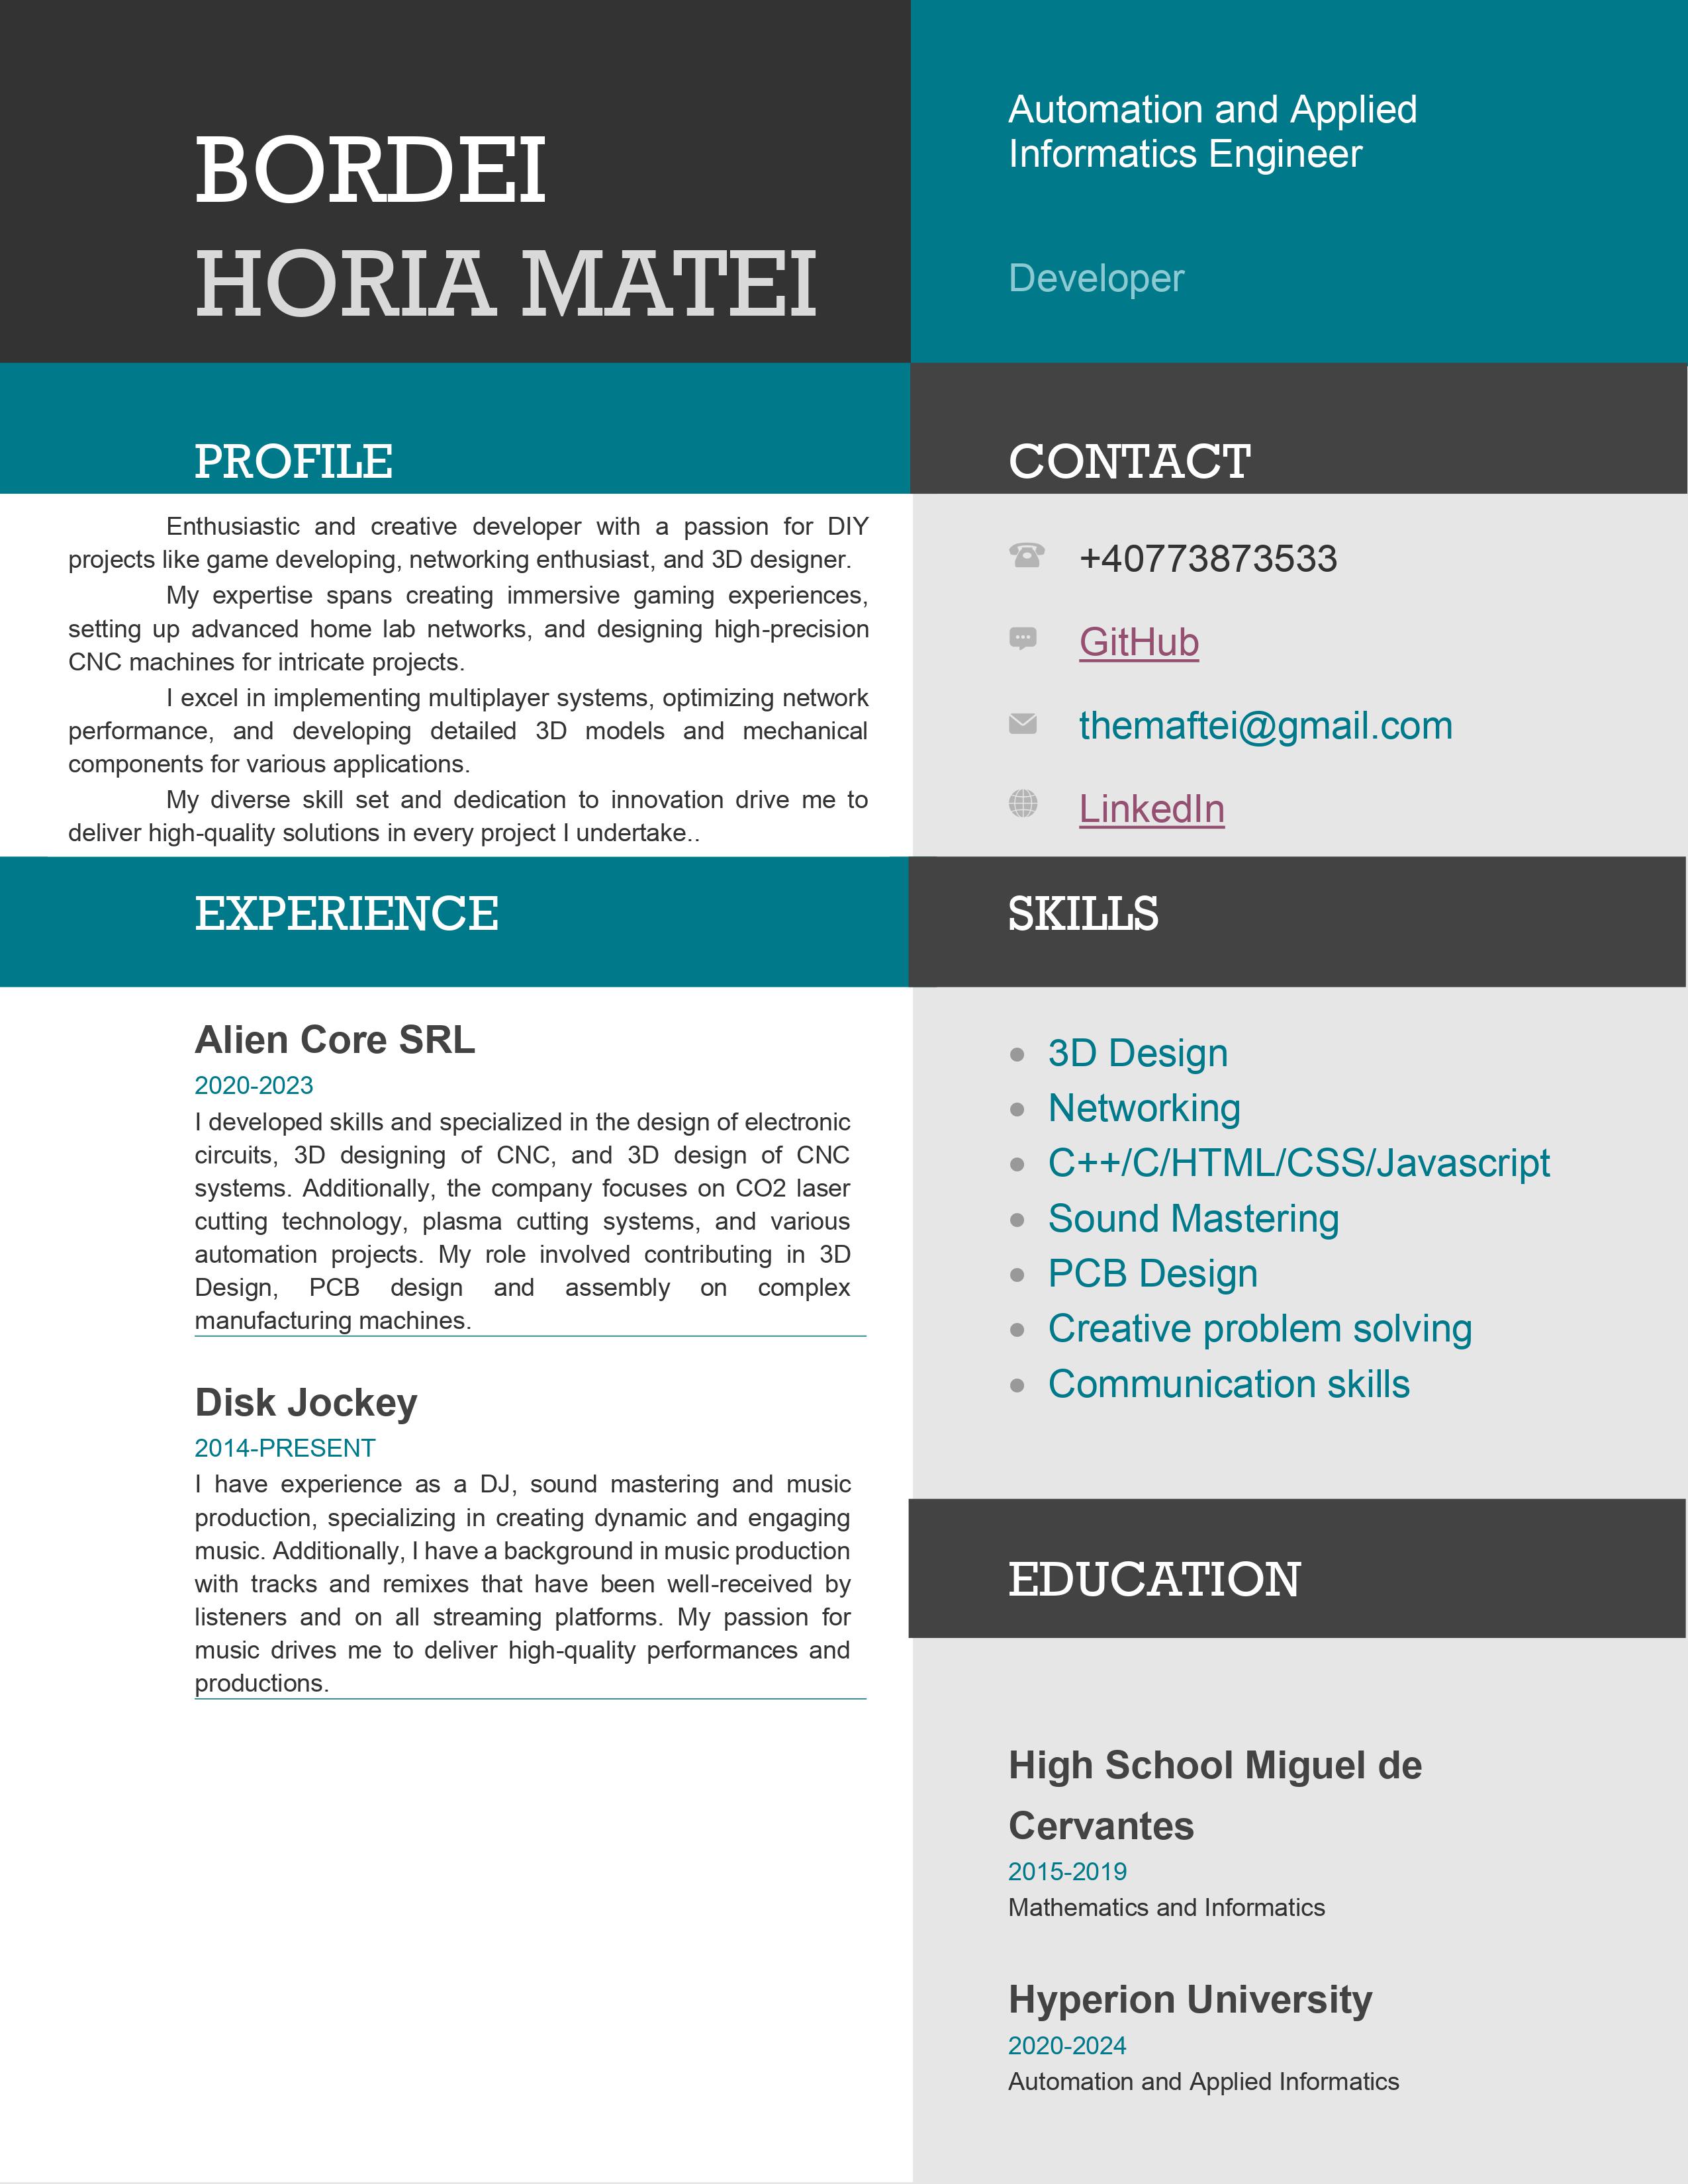 BORDEI
HORIA MATEI
Automation and Applied
Informatics Engineer
Developer
PROFILE
Enthusiastic and creative developer with a passion for DIY
projects like game developing, networking enthusiast, and 3D designer.
My expertise spans creating immersive gaming experiences,
setting up advanced home lab networks, and designing high-precision
CNC machines for intricate projects.
I excel in implementing multiplayer systems, optimizing network
performance, and developing detailed 3D models and mechanical
components for various applications.
My diverse skill set and dedication to innovation drive me to
deliver high-quality solutions in every project I undertake..
CONTACT
+40773873533
GitHub
themaftei@gmail.com
LinkedIn
EXPERIENCE
Alien Core SRL
2020-2023
I developed skills and specialized in the design of electronic
circuits, 3D designing of CNC, and 3D design of CNC
systems. Additionally, the company focuses on CO2 laser
cutting technology, plasma cutting systems, and various
automation projects. My role involved contributing in 3D
Design, PCB design and assembly on complex
manufacturing machines.
Disk Jockey
2014-PRESENT
I have experience as a DJ, sound mastering and music
production, specializing in creating dynamic and engaging
music. Additionally, I have a background in music production
with tracks and remixes that have been well-received by
listeners and on all streaming platforms. My passion for
music drives me to deliver high-quality performances and
productions.
SKILLS
3D Design
Networking
C++/C/HTML/CSS/Javascript
Sound Mastering
PCB Design
Creative problem solving
Communication skills
EDUCATION
High School Miguel de
Cervantes
2015-2019
Mathematics and Informatics
Hyperion University
2020-2024
Automation and Applied Informatics